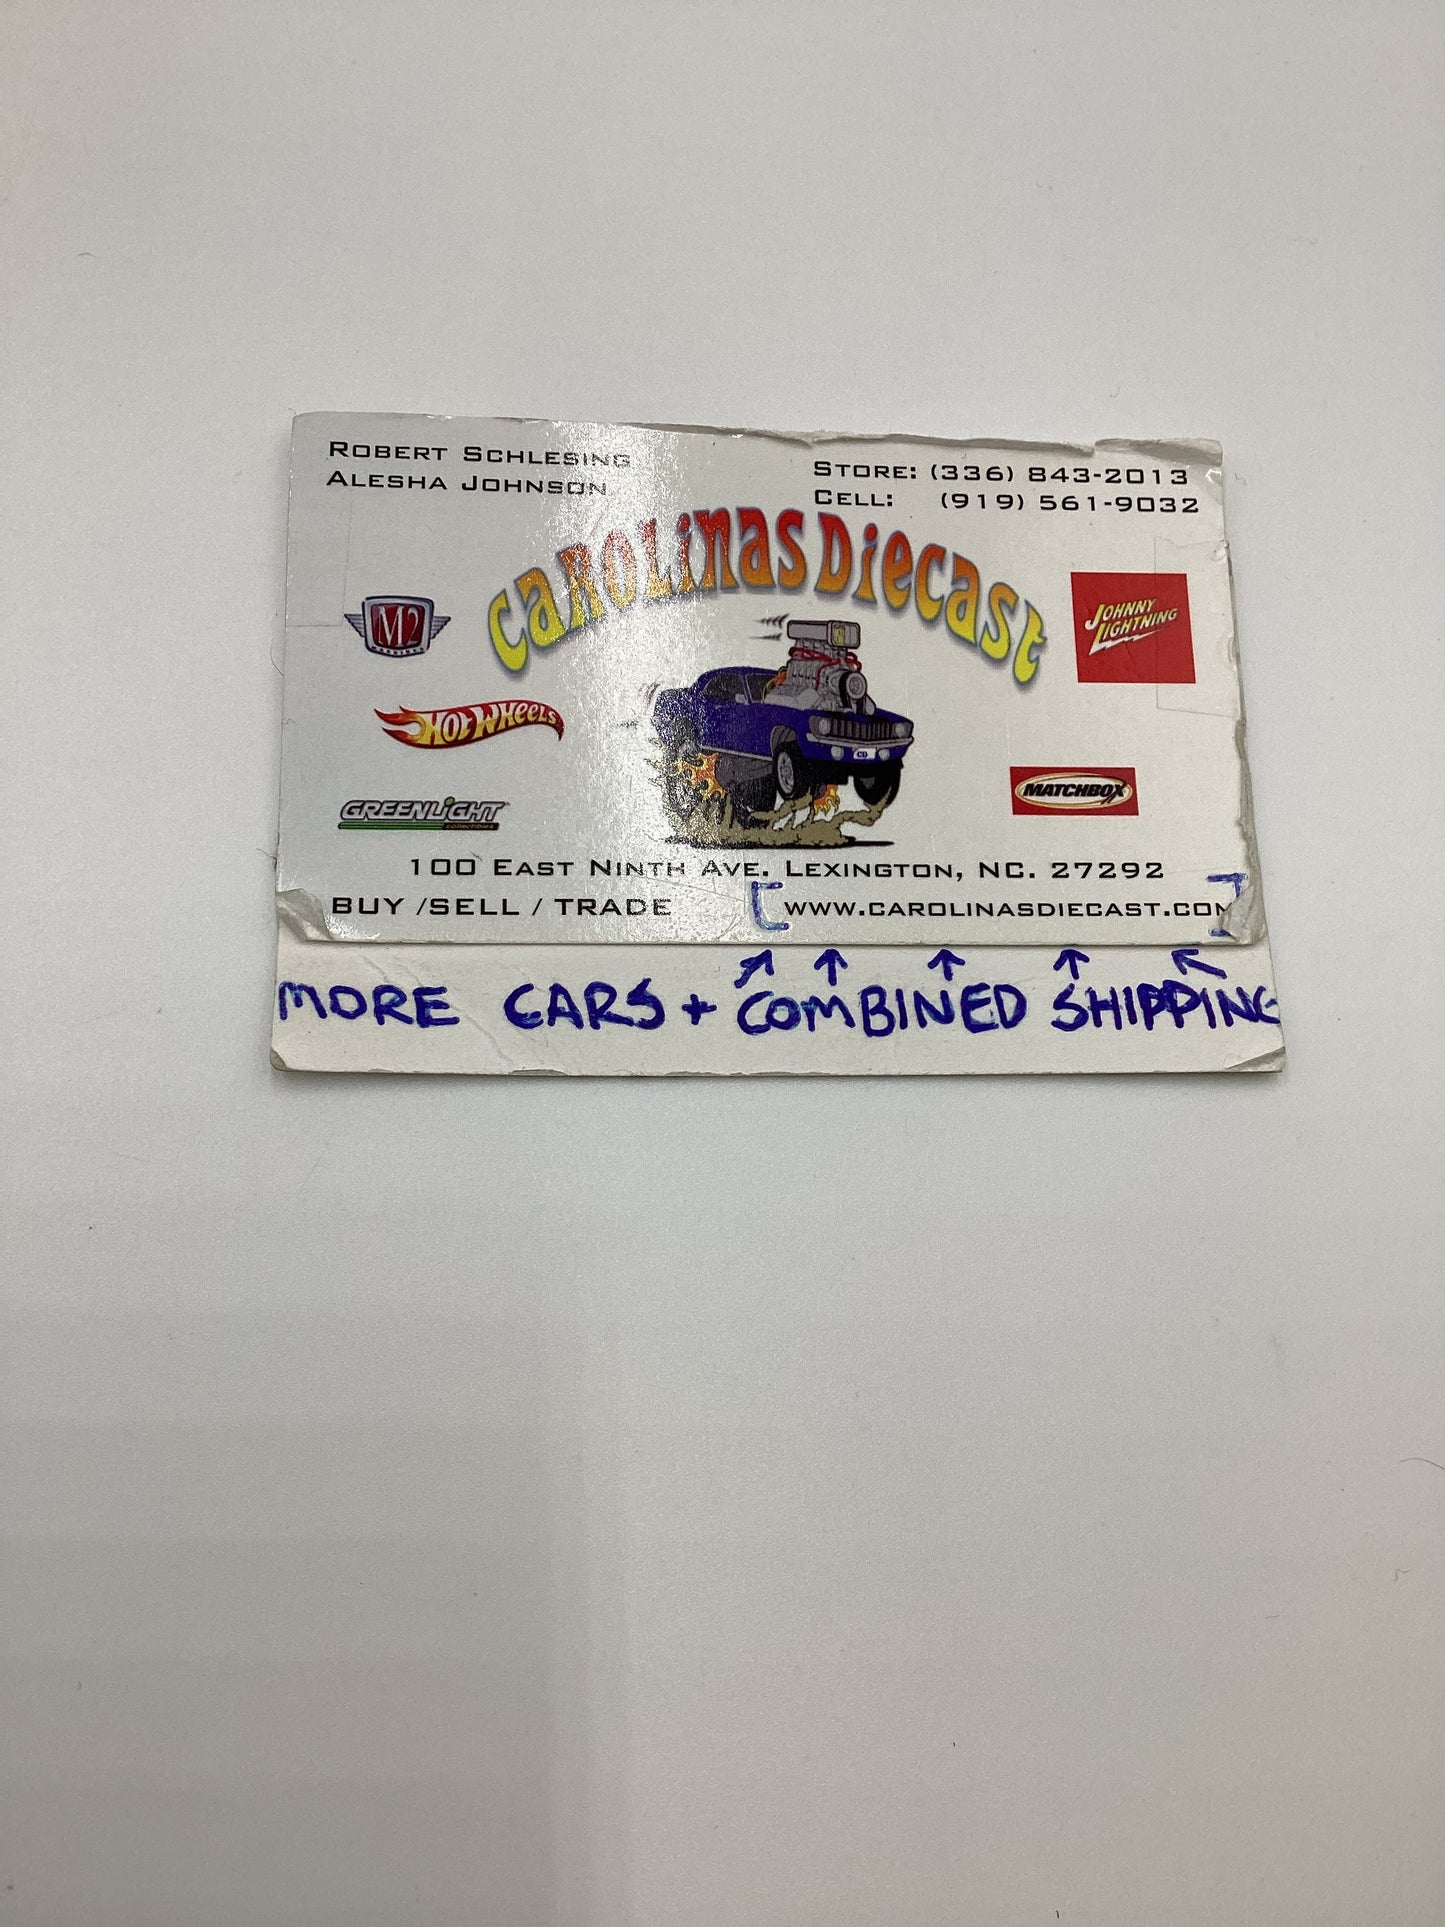 Robert Schlesing
Alesha Johnson
Store: (336) 843-2013
Cell: (919) 561-9032
Carolinas Diecast
M2
MACHINES
Johnny Lightning
Hot Wheels
Matchbox
GREENLIGHT
collectibles
100 East Ninth Ave. Lexington, NC. 27292
BUY /SELL / TRADE
[ www.carolinasdiecast.com ]
MORE CARS + COMBINED SHIPPING